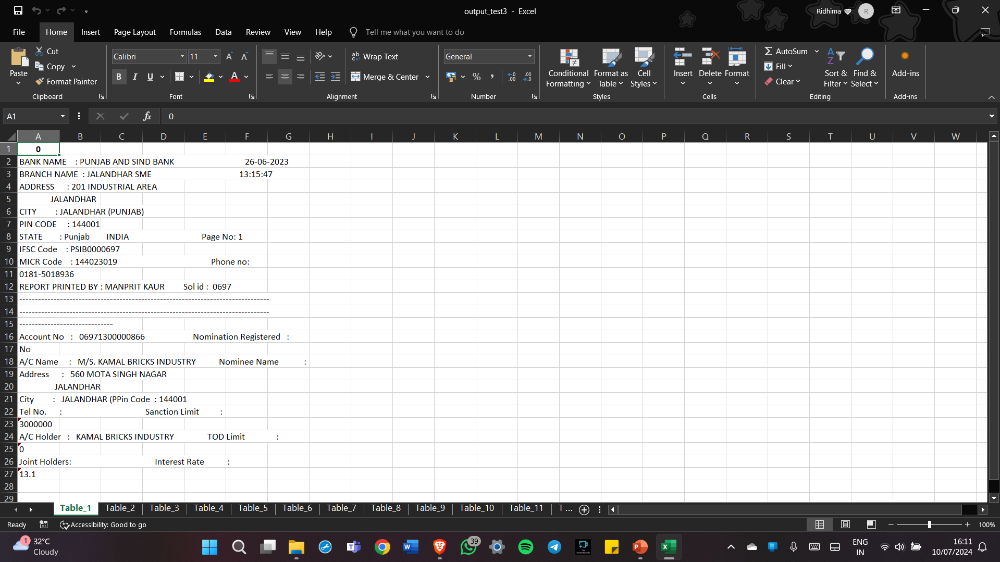 output_test3 - Excel
Ridhima
R
File Home Insert Page Layout Formulas Data Review View Help Tell me what you want to do
Paste
Cut
Copy
Format Painter
Clipboard
Calibri 11
B I U
Font
Wrap Text
Merge & Center
Alignment
General
Number
Conditional Formatting
Format as Table
Cell Styles
Styles
Insert Delete Format
Cells
AutoSum
Fill
Clear
Sort & Filter
Find & Select
Editing
Add-ins
Add-ins
A1 fx 0
A B C D E F G H I J K L M N O P Q R S T U V W
1 0
2 BANK NAME : PUNJAB AND SIND BANK 26-06-2023
3 BRANCH NAME : JALANDHAR SME 13:15:47
4 ADDRESS : 201 INDUSTRIAL AREA
5 JALANDHAR
6 CITY : JALANDHAR (PUNJAB)
7 PIN CODE : 144001
8 STATE : Punjab INDIA Page No: 1
9 IFSC Code : PSIB0000697
10 MICR Code : 144023019 Phone no:
11 0181-5018936
12 REPORT PRINTED BY : MANPRIT KAUR Sol id : 0697
13 --------------------------------------------------------------------------------
14 --------------------------------------------------------------------------------
15 ------------------------------
16 Account No : 06971300000866 Nomination Registered :
17 No
18 A/C Name : M/S. KAMAL BRICKS INDUSTRY Nominee Name :
19 Address : 560 MOTA SINGH NAGAR
20 JALANDHAR
21 City : JALANDHAR (PPin Code : 144001
22 Tel No. : Sanction Limit :
23 3000000
24 A/C Holder : KAMAL BRICKS INDUSTRY TOD Limit :
25 0
26 Joint Holders: Interest Rate :
27 13.1
28
29
Table_1 Table_2 Table_3 Table_4 Table_5 Table_6 Table_7 Table_8 Table_9 Table_10 Table_11 T ...
Ready Accessibility: Good to go 100%
1 32°C
Cloudy
39
ENG
IN
16:11
10/07/2024